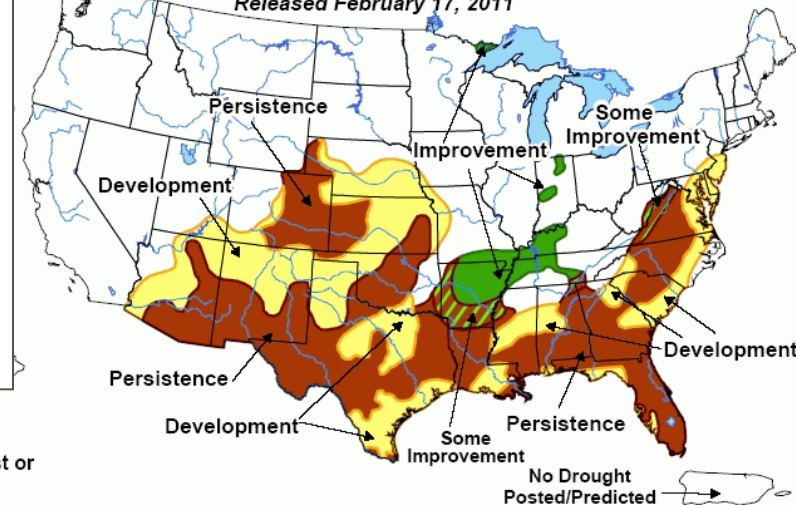 Released February 17, 2011
Persistence
Some
Improvement
Improvement
Development
Development
Persistence
Development
Persistence
Some
Improvement
No Drought
Posted/Predicted
t or